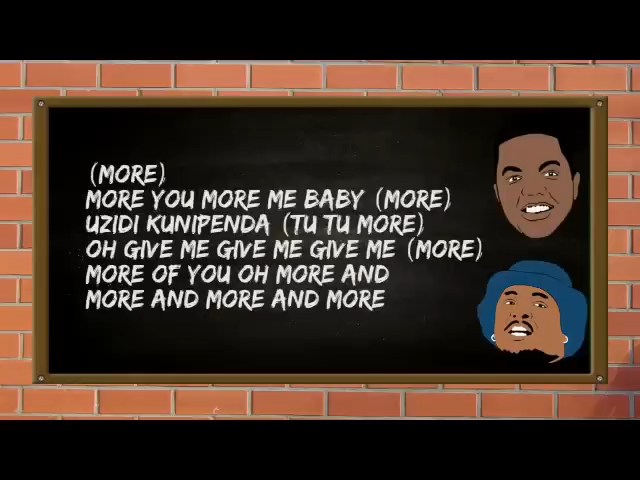 (MORE)
MORE YOU MORE ME BABY (MORE)
UZIDI KUNIPENDA (TU TU MORE)
OH GIVE ME GIVE ME GIVE ME (MORE)
MORE OF YOU OH MORE AND
MORE AND MORE AND MORE